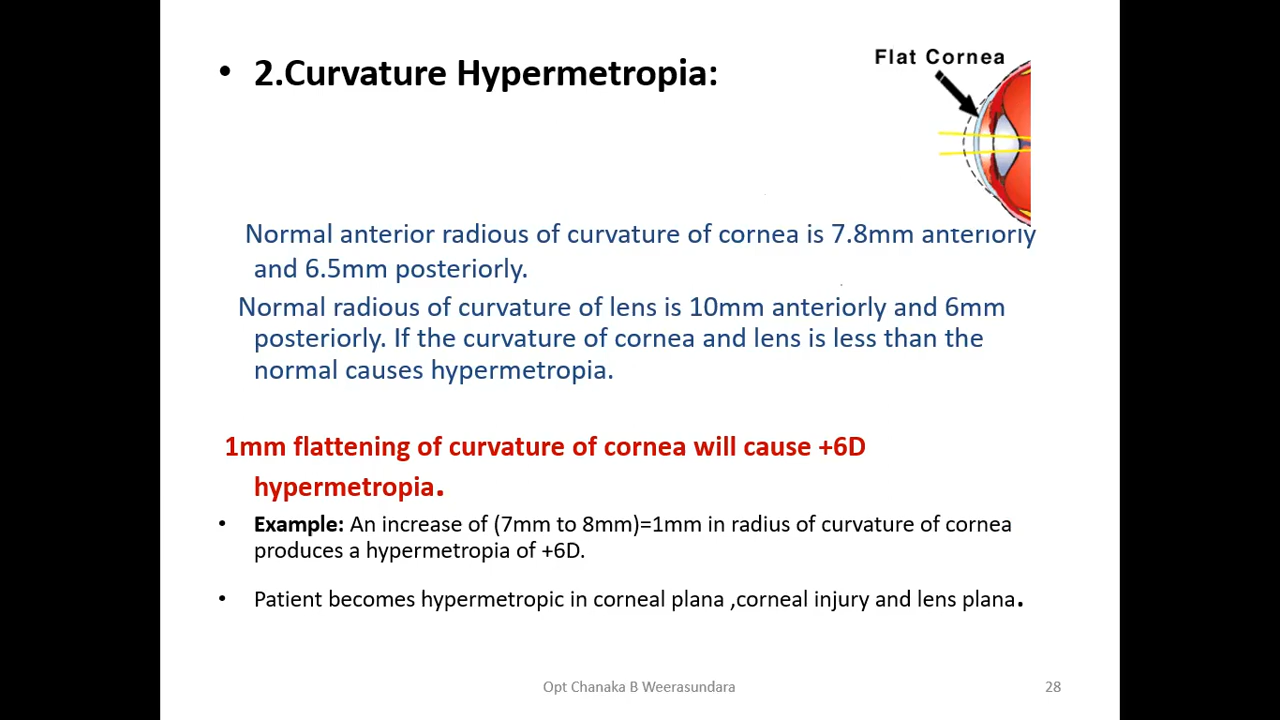 • 2.Curvature Hypermetropia:
Flat Cornea
Normal anterior radious of curvature of cornea is 7.8mm anteriorly
and 6.5mm posteriorly.
Normal radious of curvature of lens is 10mm anteriorly and 6mm
posteriorly. If the curvature of cornea and lens is less than the
normal causes hypermetropia.
1mm flattening of curvature of cornea will cause +6D
hypermetropia.
• Example: An increase of (7mm to 8mm)=1mm in radius of curvature of cornea
produces a hypermetropia of +6D.
• Patient becomes hypermetropic in corneal plana ,corneal injury and lens plana.
Opt Chanaka B Weerasundara
28